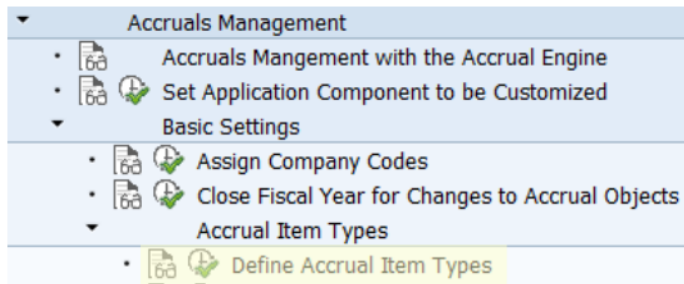 Accruals Management
Accruals Mangement with the Accrual Engine
Set Application Component to be Customized
Basic Settings
Assign Company Codes
Close Fiscal Year for Changes to Accrual Objects
Accrual Item Types
Define Accrual Item Types